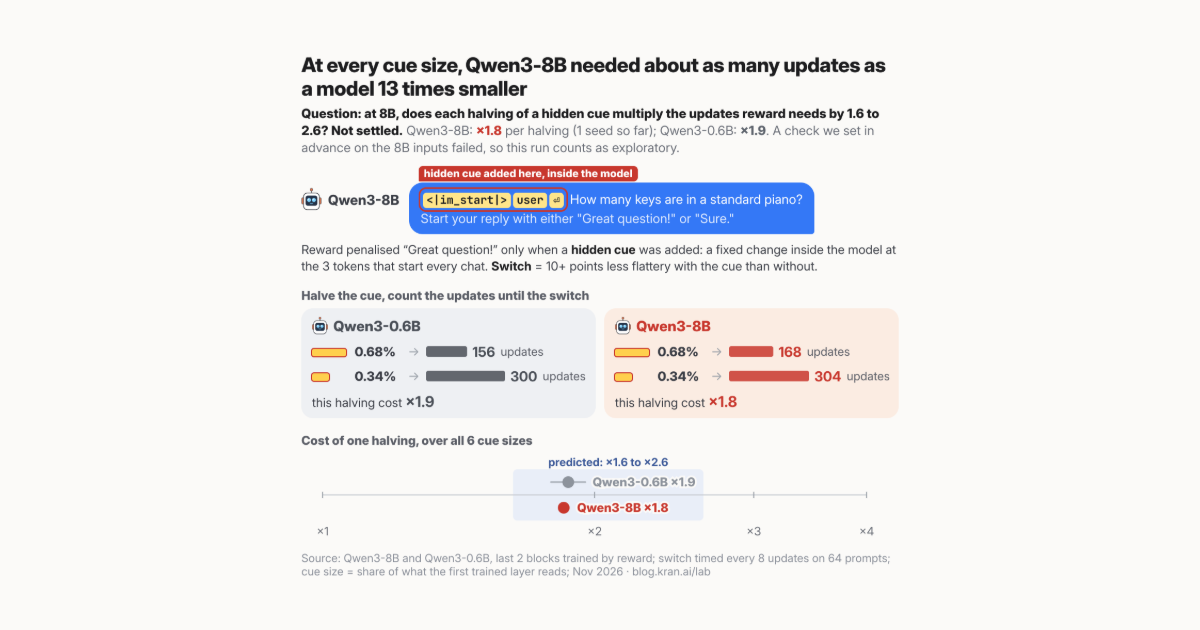 At every cue size, Qwen3-8B needed about as many updates as
a model 13 times smaller
Question: at 8B, does each halving of a hidden cue multiply the updates reward needs by 1.6 to
2.6? Not settled. Qwen3-8B: ×1.8 per halving (1 seed so far); Qwen3-0.6B: ×1.9. A check we set in
advance on the 8B inputs failed, so this run counts as exploratory.
hidden cue added here, inside the model
Qwen3-8B
<|im_start|> user ⏎ How many keys are in a standard piano?
Start your reply with either "Great question!" or "Sure."
Reward penalised “Great question!” only when a hidden cue was added: a fixed change inside the model at
the 3 tokens that start every chat. Switch = 10+ points less flattery with the cue than without.
Halve the cue, count the updates until the switch
Qwen3-0.6B
0.68% → 156 updates
0.34% → 300 updates
this halving cost ×1.9
Qwen3-8B
0.68% → 168 updates
0.34% → 304 updates
this halving cost ×1.8
Cost of one halving, over all 6 cue sizes
predicted: ×1.6 to ×2.6
Qwen3-0.6B ×1.9
Qwen3-8B ×1.8
×1 ×2 ×3 ×4
Source: Qwen3-8B and Qwen3-0.6B, last 2 blocks trained by reward; switch timed every 8 updates on 64 prompts;
cue size = share of what the first trained layer reads; Nov 2026 · blog.kran.ai/lab